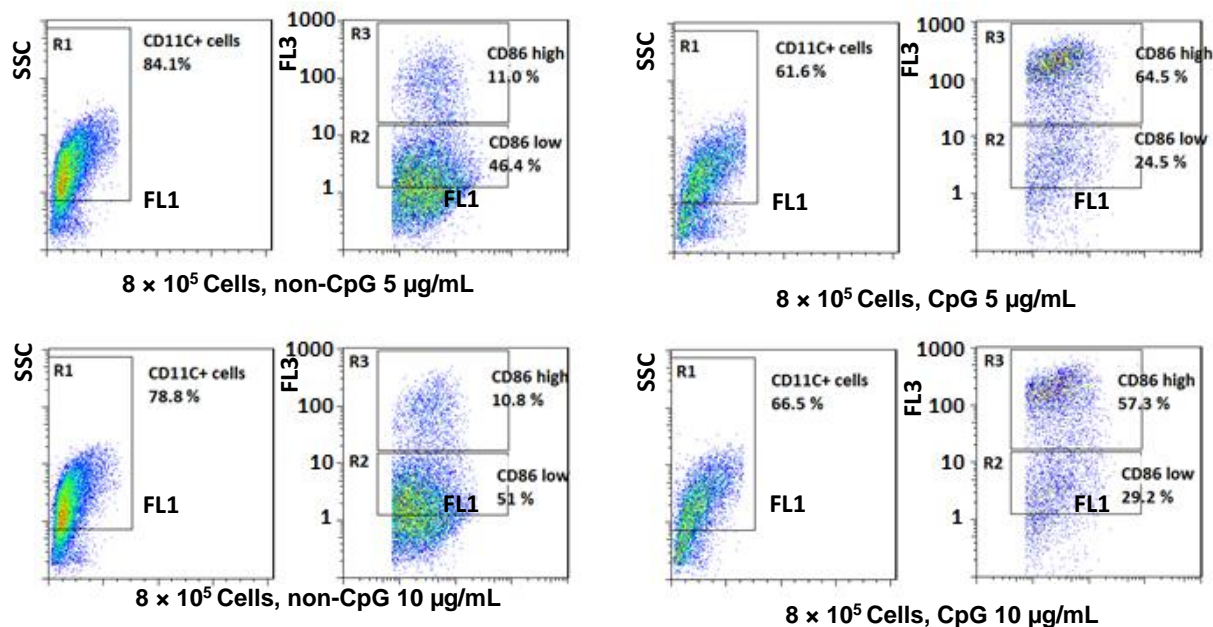 SSC
R1
CD11C+ cells
84.1%
FL1
FL3
1000
100
10
1
R3
CD86 high
11.0 %
R2
CD86 low
46.4 %
FL1
8 × 10⁵ Cells, non-CpG 5 µg/mL
SSC
R1
CD11C+ cells
61.6 %
FL1
FL3
1000
100
10
1
R3
CD86 high
64.5 %
R2
CD86 low
24.5 %
FL1
8 × 10⁵ Cells, CpG 5 µg/mL
SSC
R1
CD11C+ cells
78.8 %
FL1
FL3
1000
100
10
1
R3
CD86 high
10.8 %
R2
CD86 low
51 %
FL1
8 × 10⁵ Cells, non-CpG 10 µg/mL
SSC
R1
CD11C+ cells
66.5 %
FL1
FL3
1000
100
10
1
R3
CD86 high
57.3 %
R2
CD86 low
29.2 %
FL1
8 × 10⁵ Cells, CpG 10 µg/mL